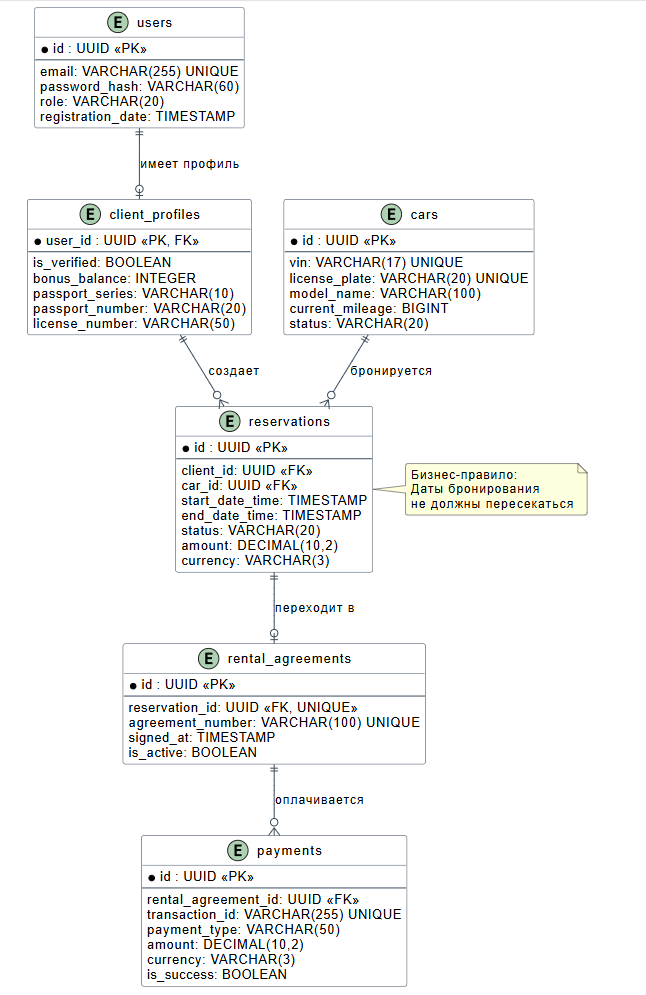 E users
id : UUID «PK»
email: VARCHAR(255) UNIQUE
password_hash: VARCHAR(60)
role: VARCHAR(20)
registration_date: TIMESTAMP
имеет профиль
E client_profiles
user_id : UUID «PK, FK»
is_verified: BOOLEAN
bonus_balance: INTEGER
passport_series: VARCHAR(10)
passport_number: VARCHAR(20)
license_number: VARCHAR(50)
E cars
id : UUID «PK»
vin: VARCHAR(17) UNIQUE
license_plate: VARCHAR(20) UNIQUE
model_name: VARCHAR(100)
current_mileage: BIGINT
status: VARCHAR(20)
создает
бронируется
E reservations
id : UUID «PK»
client_id: UUID «FK»
car_id: UUID «FK»
start_date_time: TIMESTAMP
end_date_time: TIMESTAMP
status: VARCHAR(20)
amount: DECIMAL(10,2)
currency: VARCHAR(3)
Бизнес-правило:
Даты бронирования
не должны пересекаться
переходит в
E rental_agreements
id : UUID «PK»
reservation_id: UUID «FK, UNIQUE»
agreement_number: VARCHAR(100) UNIQUE
signed_at: TIMESTAMP
is_active: BOOLEAN
оплачивается
E payments
id : UUID «PK»
rental_agreement_id: UUID «FK»
transaction_id: VARCHAR(255) UNIQUE
payment_type: VARCHAR(50)
amount: DECIMAL(10,2)
currency: VARCHAR(3)
is_success: BOOLEAN